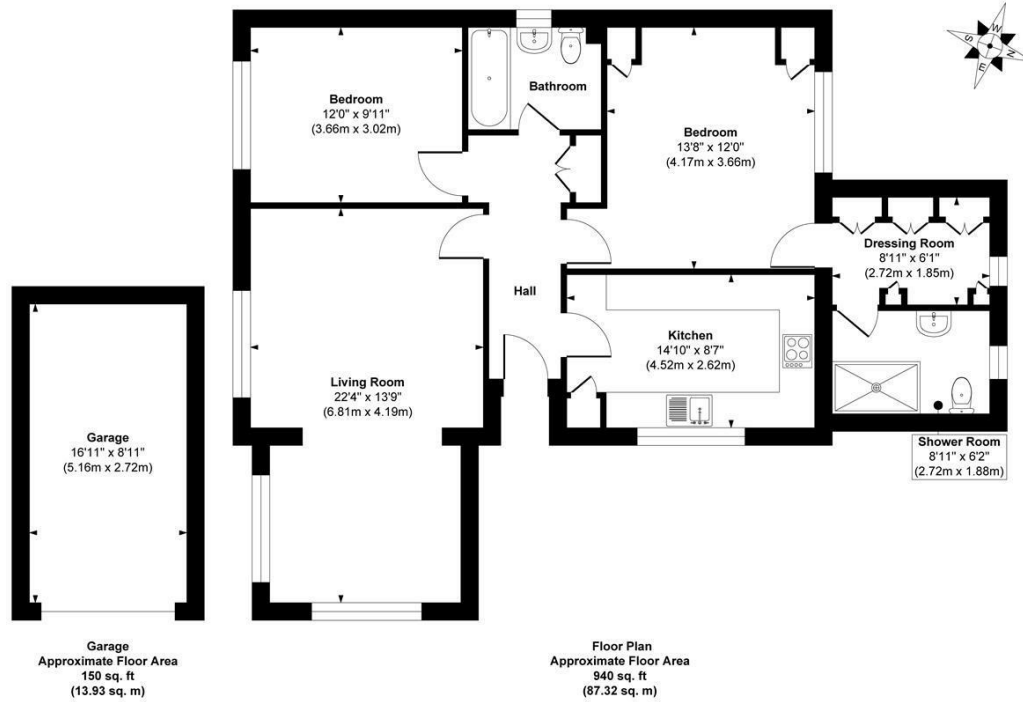 W
S
N
E
Bedroom
12'0" x 9'11"
(3.66m x 3.02m)
Bathroom
Bedroom
13'8" x 12'0"
(4.17m x 3.66m)
Dressing Room
8'11" x 6'1"
(2.72m x 1.85m)
Hall
Kitchen
14'10" x 8'7"
(4.52m x 2.62m)
Living Room
22'4" x 13'9"
(6.81m x 4.19m)
Garage
16'11" x 8'11"
(5.16m x 2.72m)
Shower Room
8'11" x 6'2"
(2.72m x 1.88m)
Garage
Approximate Floor Area
150 sq. ft
(13.93 sq. m)
Floor Plan
Approximate Floor Area
940 sq. ft
(87.32 sq. m)